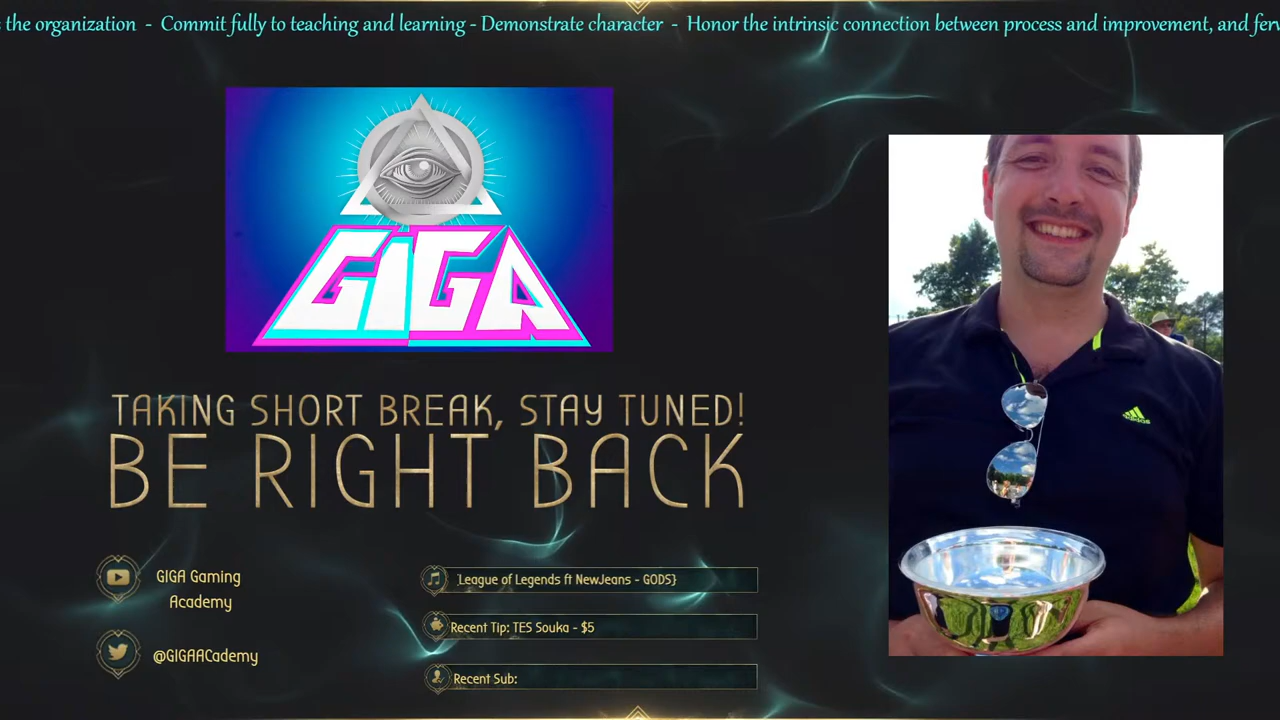 the organization - Commit fully to teaching and learning - Demonstrate character - Honor the intrinsic connection between process and improvement, and
GiGA
TAKING SHORT BREAK, STAY TUNED!
BE RIGHT BACK
GIGA Gaming
Academy
@GIGAACademy
League of Legends ft NewJeans - GODS}
Recent Tip: TES Souka - $5
Recent Sub:
adidas